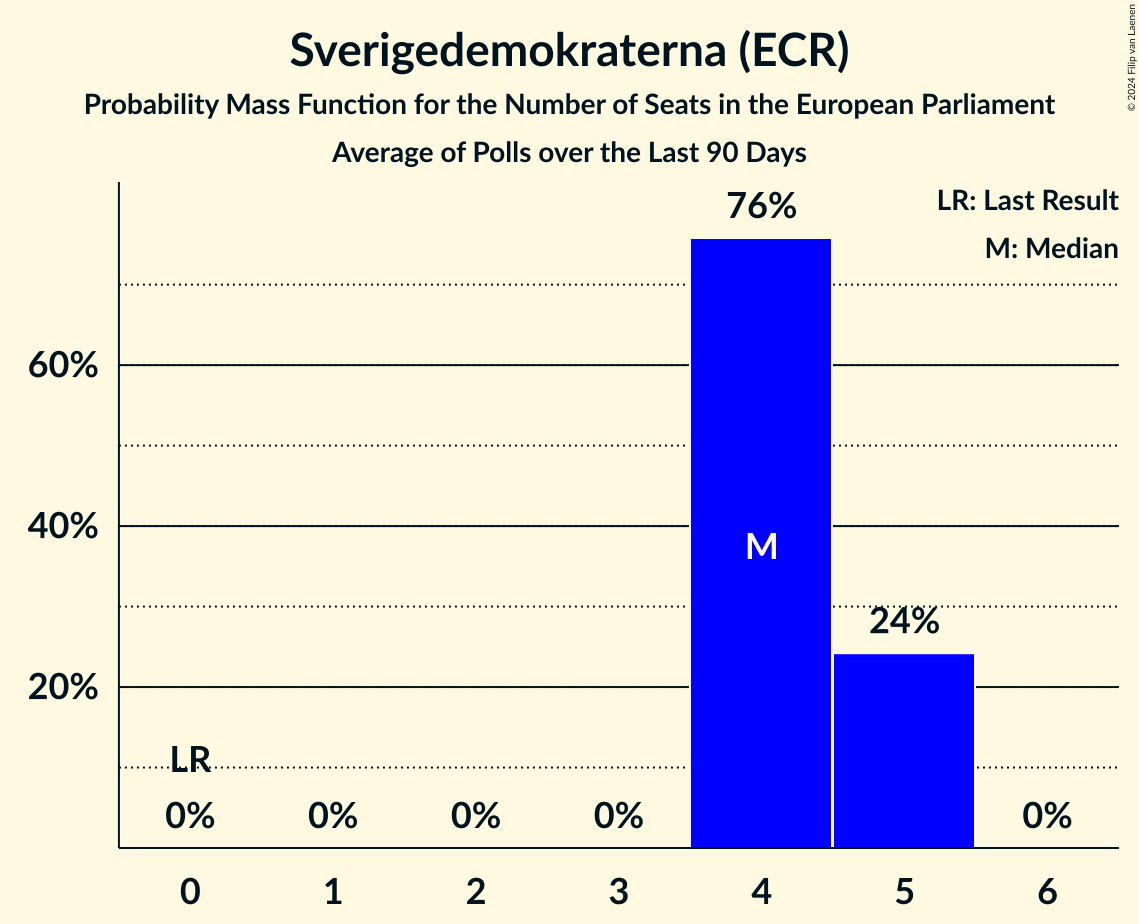 Sverigedemokraterna (ECR)
Probability Mass Function for the Number of Seats in the European Parliament
Average of Polls over the Last 90 Days
© 2024 Filip van Laenen
LR: Last Result
M: Median
76%
60%
40%
M
24%
20%
LR
0% 0% 0% 0% 0%
0 1 2 3 4 5 6